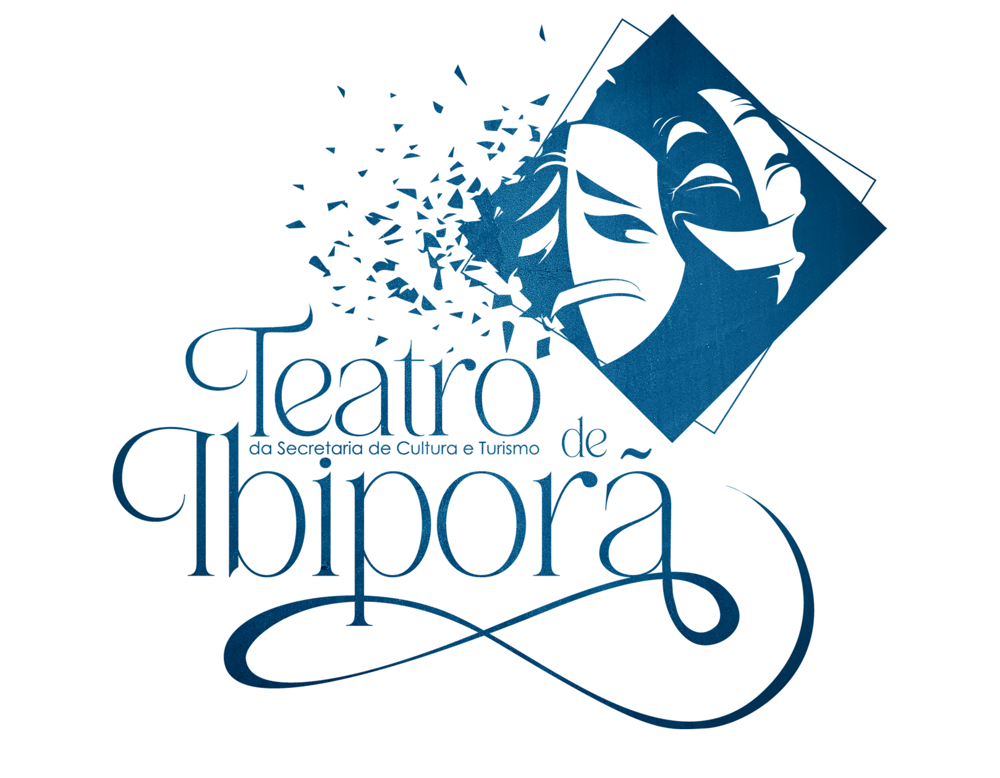 Teatro
da Secretaria de Cultura e Turismo
de
Ibiporã